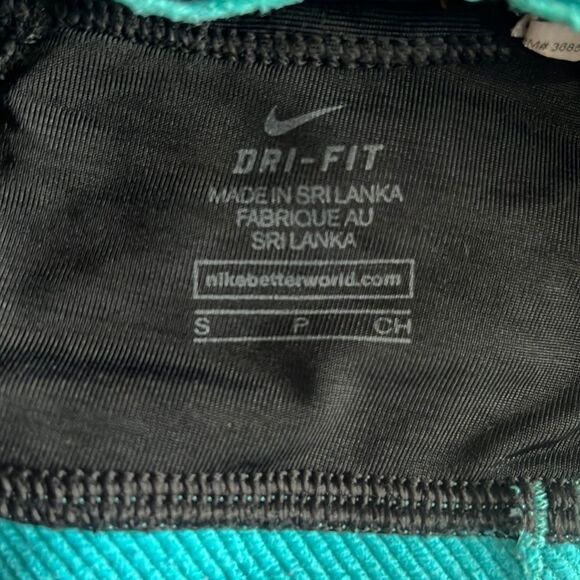 DRI-FIT
MADE IN SRI LANKA
FABRIQUE AU
SRI LANKA
nikebetterworld.com
S P CH